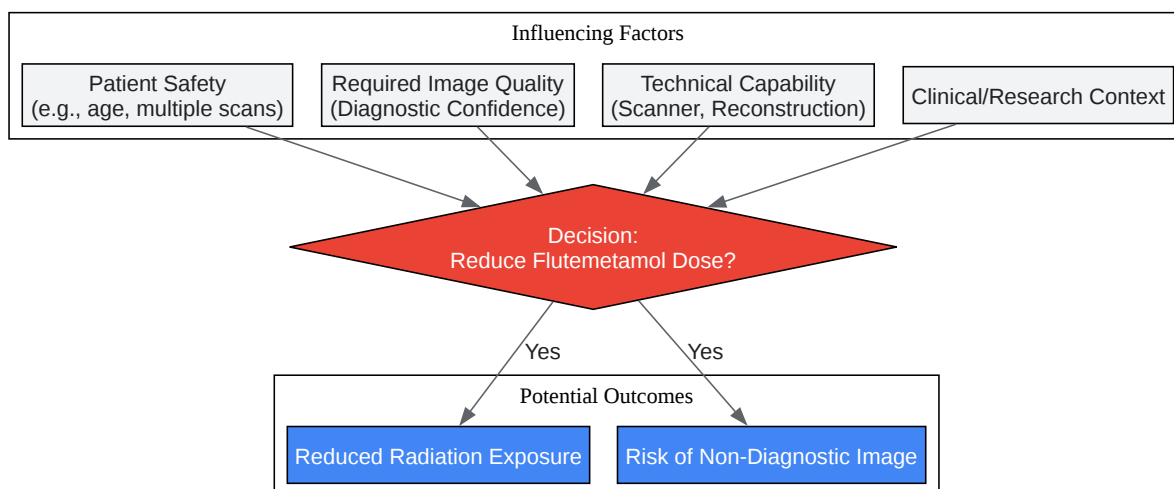 Influencing Factors
Patient Safety
(e.g., age, multiple scans)
Required Image Quality
(Diagnostic Confidence)
Technical Capability
(Scanner, Reconstruction)
Clinical/Research Context
Decision:
Reduce Flutemetamol Dose?
Yes
Yes
Potential Outcomes
Reduced Radiation Exposure
Risk of Non-Diagnostic Image